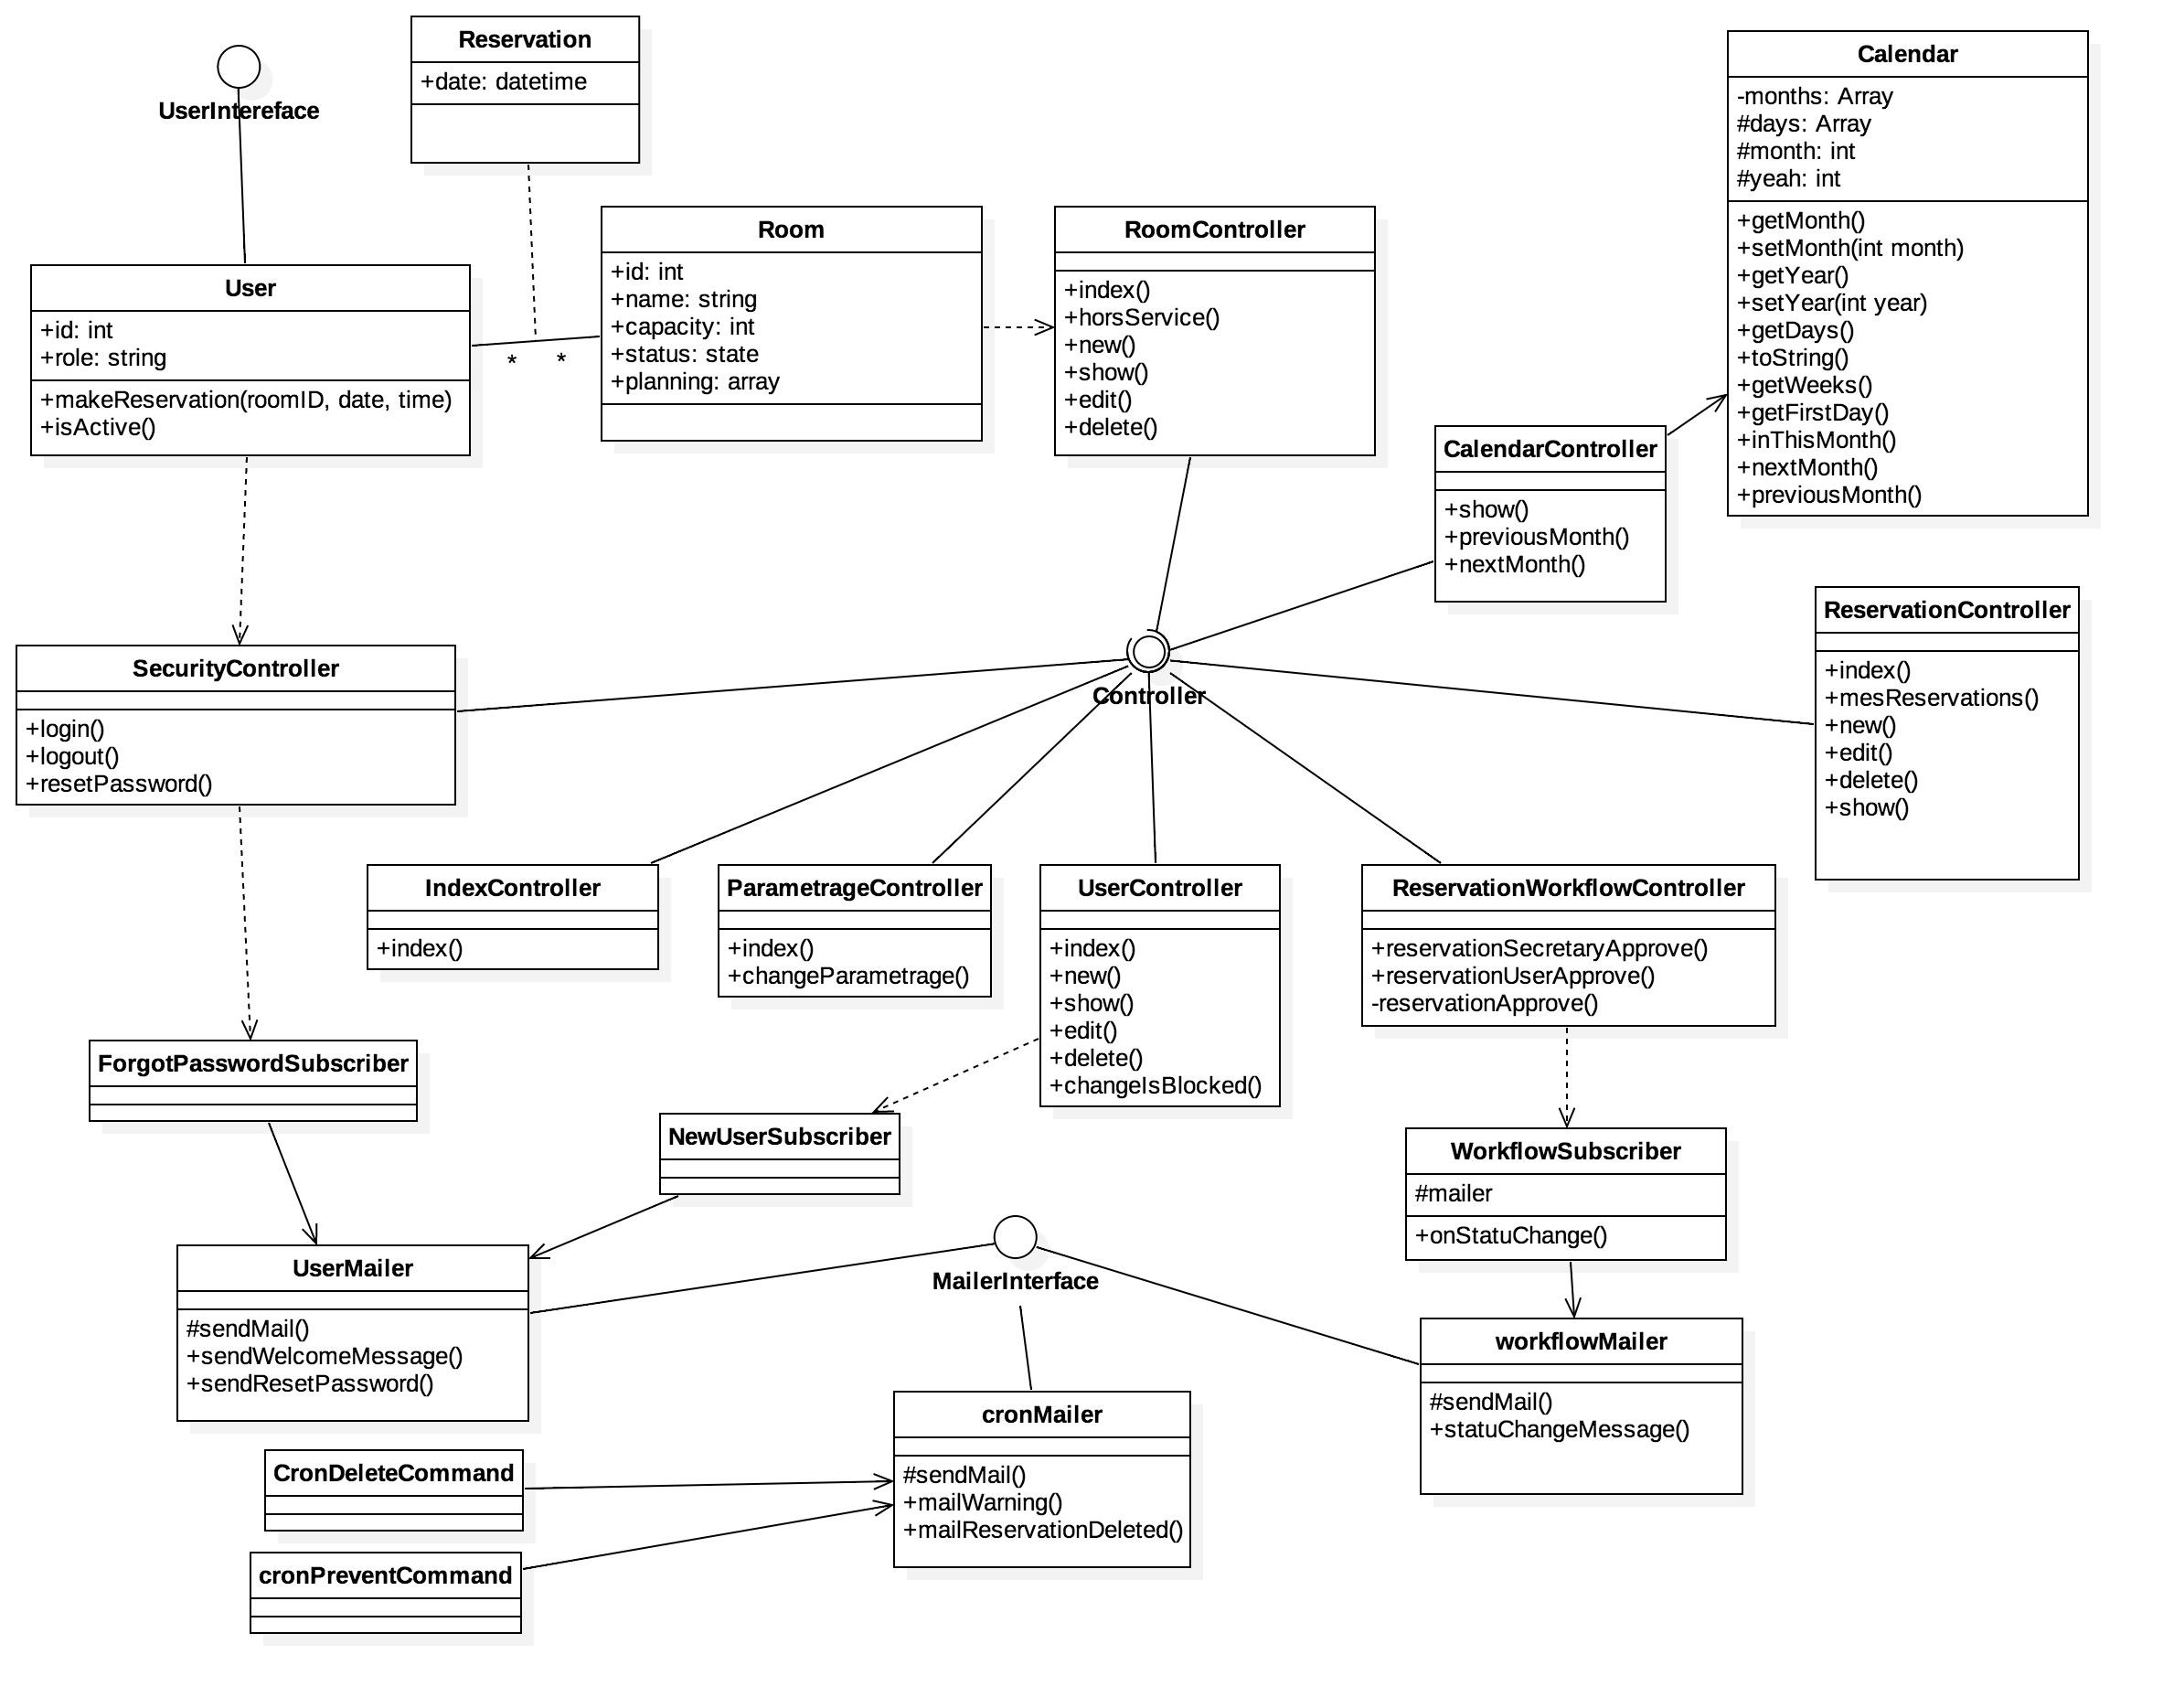 UserIntereface
Reservation
+date: datetime
Calendar
-months: Array
#days: Array
#month: int
#yeah: int
+getMonth()
+setMonth(int month)
+getYear()
+setYear(int year)
+getDays()
+toString()
+getWeeks()
+getFirstDay()
+inThisMonth()
+nextMonth()
+previousMonth()
User
+id: int
+role: string
+makeReservation(roomID, date, time)
+isActive()
* *
Room
+id: int
+name: string
+capacity: int
+status: state
+planning: array
RoomController
+index()
+horsService()
+new()
+show()
+edit()
+delete()
CalendarController
+show()
+previousMonth()
+nextMonth()
ReservationController
+index()
+mesReservations()
+new()
+edit()
+delete()
+show()
Controller
SecurityController
+login()
+logout()
+resetPassword()
IndexController
+index()
ParametrageController
+index()
+changeParametrage()
UserController
+index()
+new()
+show()
+edit()
+delete()
+changeIsBlocked()
ReservationWorkflowController
+reservationSecretaryApprove()
+reservationUserApprove()
-reservationApprove()
ForgotPasswordSubscriber
NewUserSubscriber
WorkflowSubscriber
#mailer
+onStatuChange()
UserMailer
#sendMail()
+sendWelcomeMessage()
+sendResetPassword()
MailerInterface
workflowMailer
#sendMail()
+statuChangeMessage()
cronMailer
#sendMail()
+mailWarning()
+mailReservationDeleted()
CronDeleteCommand
cronPreventCommand